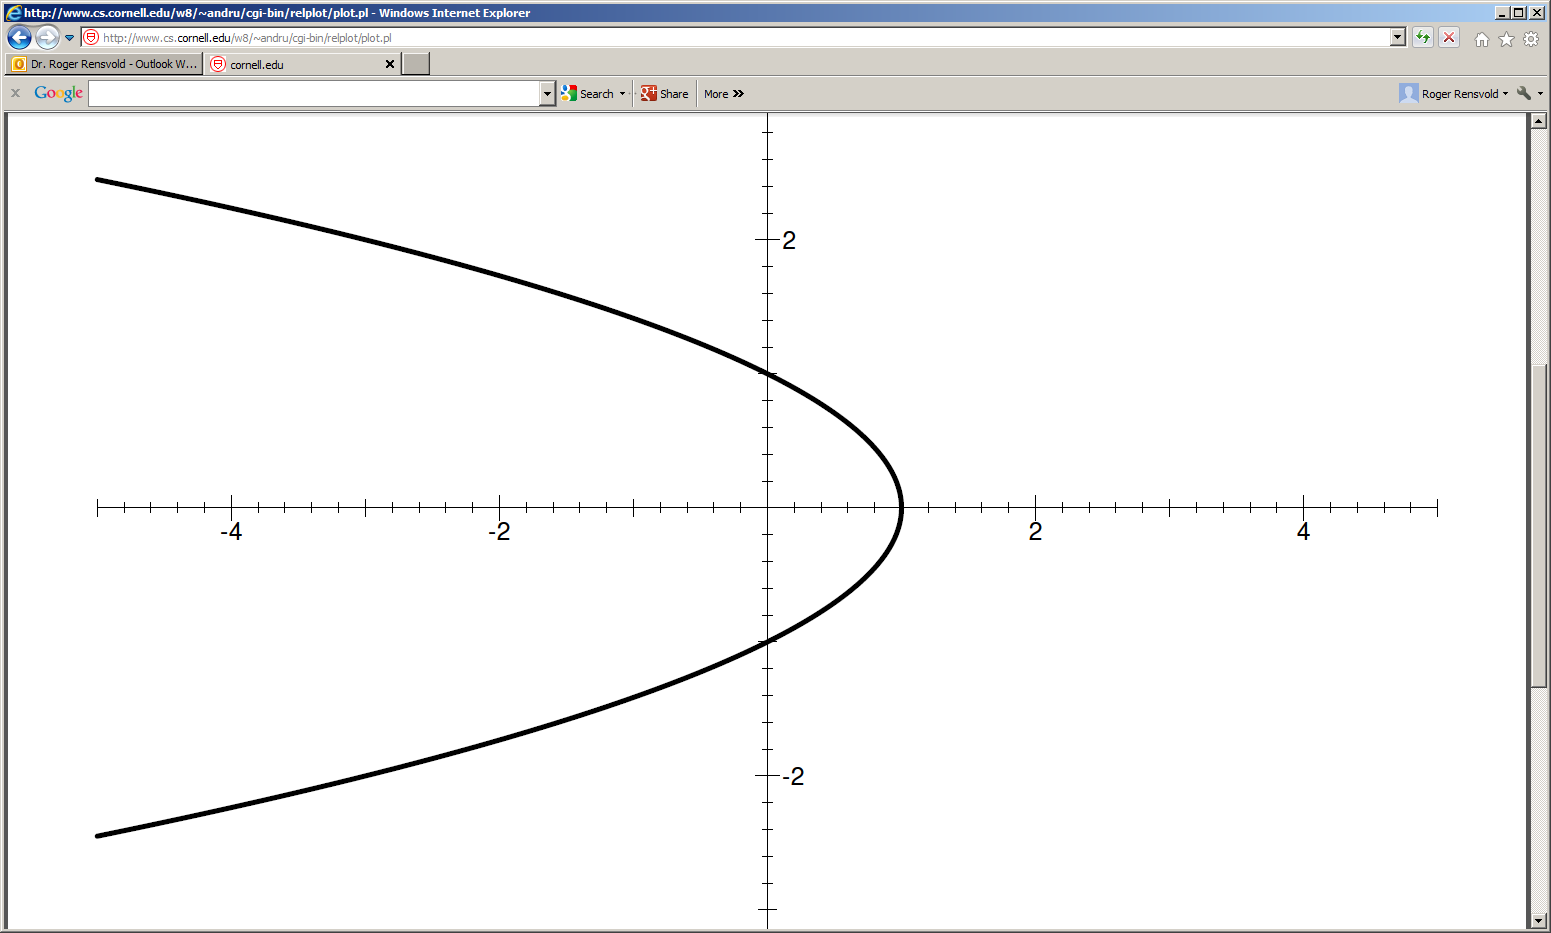 http://www.cs.cornell.edu/w8/~andru/cgi-bin/relplot/plot.pl - Windows Internet Explorer
http://www.cs.cornell.edu/w8/~andru/cgi-bin/relplot/plot.pl
Dr. Roger Rensvold - Outlook W... cornell.edu
x Google Search Share More Roger Rensvold
2
-4 -2 2 4
-2